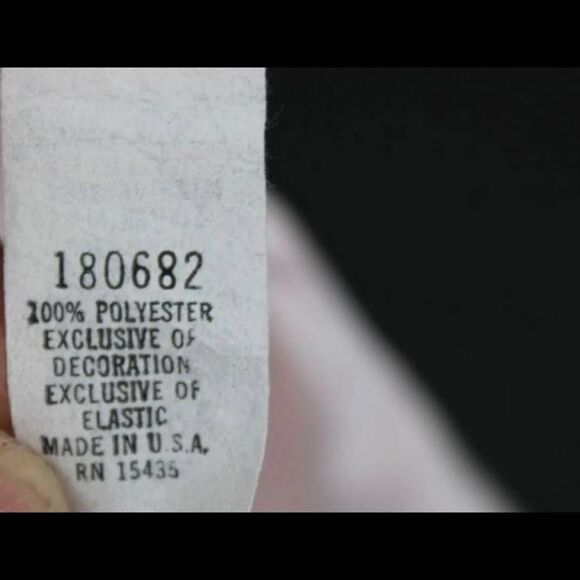 180682
100% POLYESTER
EXCLUSIVE OF
DECORATION
EXCLUSIVE OF
ELASTIC
MADE IN U.S.A.
RN 15435